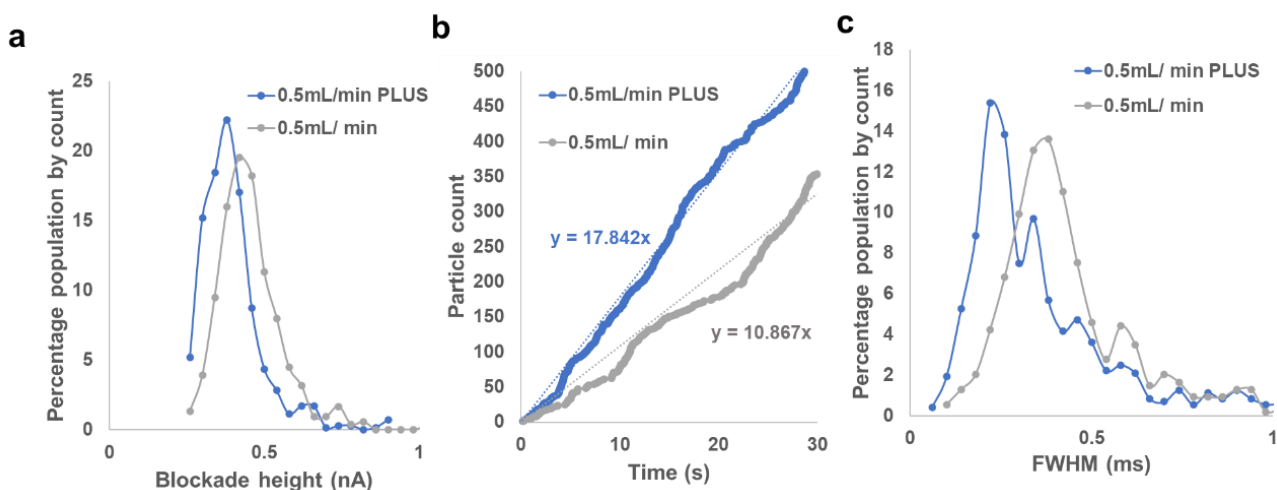 a
Percentage population by count
25
20
15
10
5
0
0.5mL/min PLUS
0.5mL/ min
0
0.5
1
Blockade height (nA)
b
Particle count
500
450
400
350
300
250
200
150
100
50
0
0.5mL/min PLUS
0.5mL/ min
y = 17.842x
y = 10.867x
0
10
20
30
Time (s)
c
Percentage population by count
18
16
14
12
10
8
6
4
2
0
0.5mL/ min PLUS
0.5mL/ min
0
0.5
1
FWHM (ms)